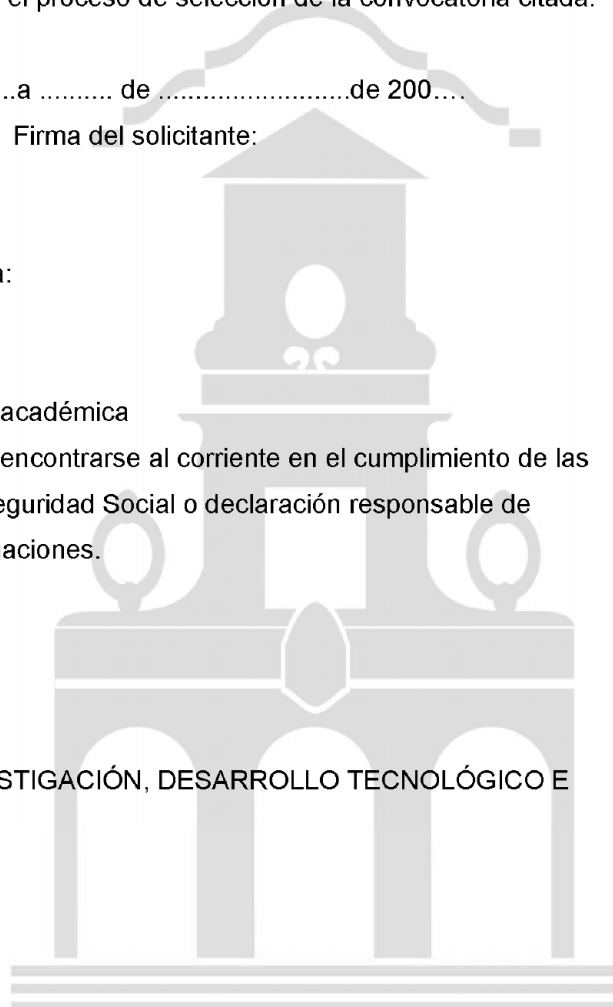 el proceso de selección de la convocatoria citada.
..a .......... de ..........................de 200....
Firma del solicitante:
a:
académica
encontrarse al corriente en el cumplimiento de las
eguridad Social o declaración responsable de
aciones.
STIGACIÓN, DESARROLLO TECNOLÓGICO E